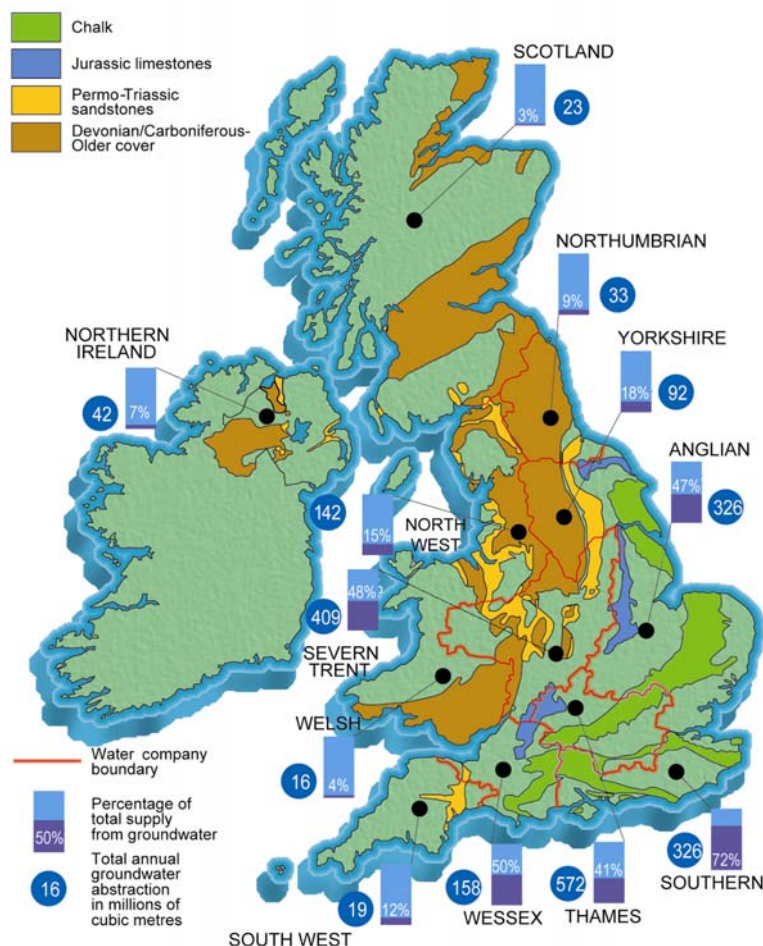 Chalk
Jurassic limestones
Permo-Triassic
sandstones
Devonian/Carboniferous-
Older cover
SCOTLAND
3%
23
NORTHUMBRIAN
9%
33
NORTHERN
IRELAND
42
7%
YORKSHIRE
18%
92
ANGLIAN
47%
326
142
15%
NORTH
WEST
48%
409
SEVERN
TRENT
WELSH
16
4%
Water company
boundary
Percentage of
total supply
from groundwater
50%
Total annual
groundwater
abstraction
in millions of
cubic metres
16
19
12%
SOUTH WEST
158
50%
WESSEX
572
41%
THAMES
326
72%
SOUTHERN